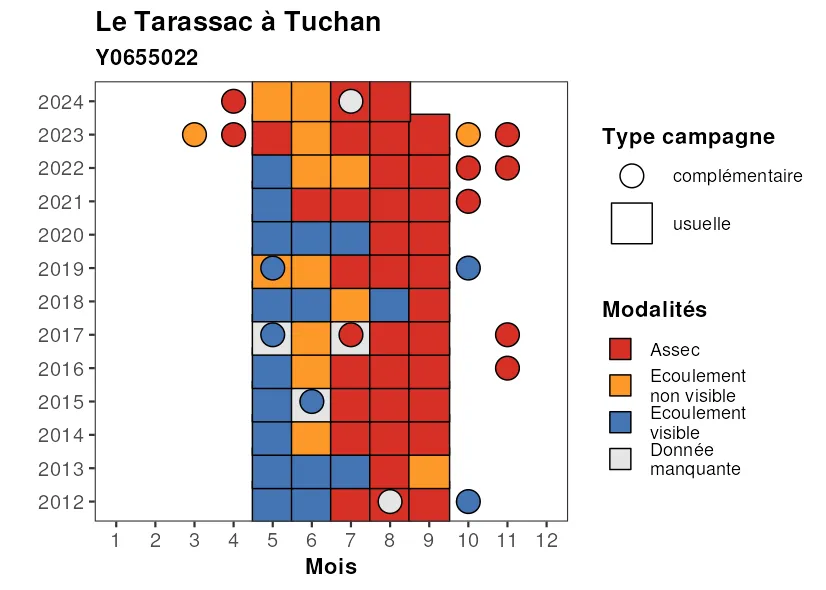 Le Tarassac à Tuchan
Y0655022
2024
2023
2022
2021
2020
2019
2018
2017
2016
2015
2014
2013
2012
1 2 3 4 5 6 7 8 9 10 11 12
Mois
Type campagne
complémentaire
usuelle
Modalités
Assec
Ecoulement
non visible
Ecoulement
visible
Donnée
manquante